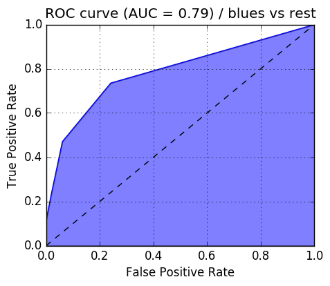 ROC curve (AUC = 0.79) / blues vs rest
1.0
0.8
0.6
0.4
0.2
0.0
True Positive Rate
0.0 0.2 0.4 0.6 0.8 1.0
False Positive Rate